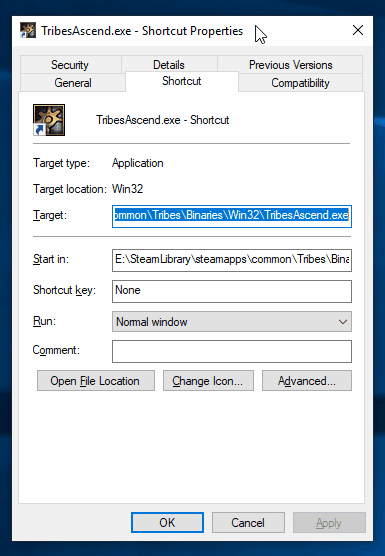 TribesAscend.exe - Shortcut Properties
Security Details Previous Versions
General Shortcut Compatibility
TribesAscend.exe - Shortcut
Target type: Application
Target location: Win32
Target: ommon\Tribes\Binaries\Win32\TribesAscend.exe
Start in: E:\SteamLibrary\steamapps\common\Tribes\Bina
Shortcut key: None
Run: Normal window
Comment:
Open File Location Change Icon... Advanced...
OK Cancel Apply